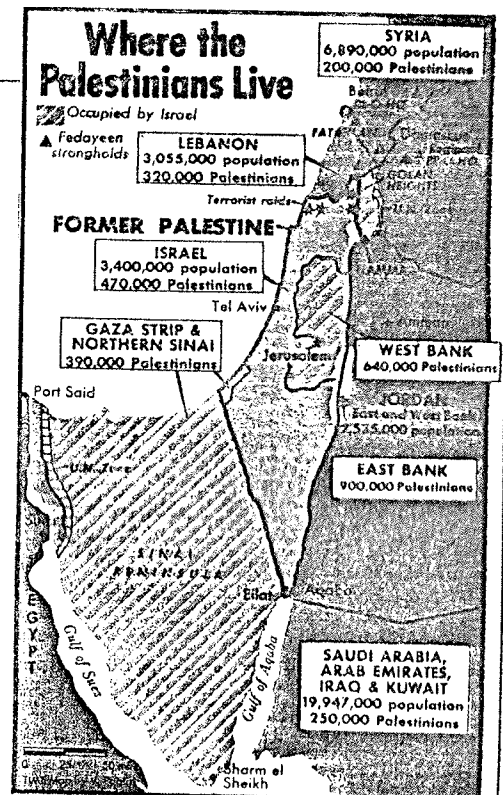 Where the
Palestinians Live
Occupied by Israel
Fedayeen
strongholds
SYRIA
6,890,000 population
200,000 Palestinians
Beirut
LEBANON
3,055,000 population
320,000 Palestinians
GOLAN
HEIGHTS
Terrorist raids
FORMER PALESTINE
ISRAEL
3,400,000 population
470,000 Palestinians
Tel Aviv
GAZA STRIP &
NORTHERN SINAI
390,000 Palestinians
Jerusalem
WEST BANK
640,000 Palestinians
Port Said
JORDAN
East and West Bank
population
U.N. Zone
EAST BANK
900,000 Palestinians
SINAI
PENINSULA
Eilat
Aqaba
EGYPT
Gulf of Suez
Gulf of Aqaba
SAUDI ARABIA,
ARAB EMIRATES,
IRAQ & KUWAIT
19,947,000 population
250,000 Palestinians
Sharm el
Sheikh